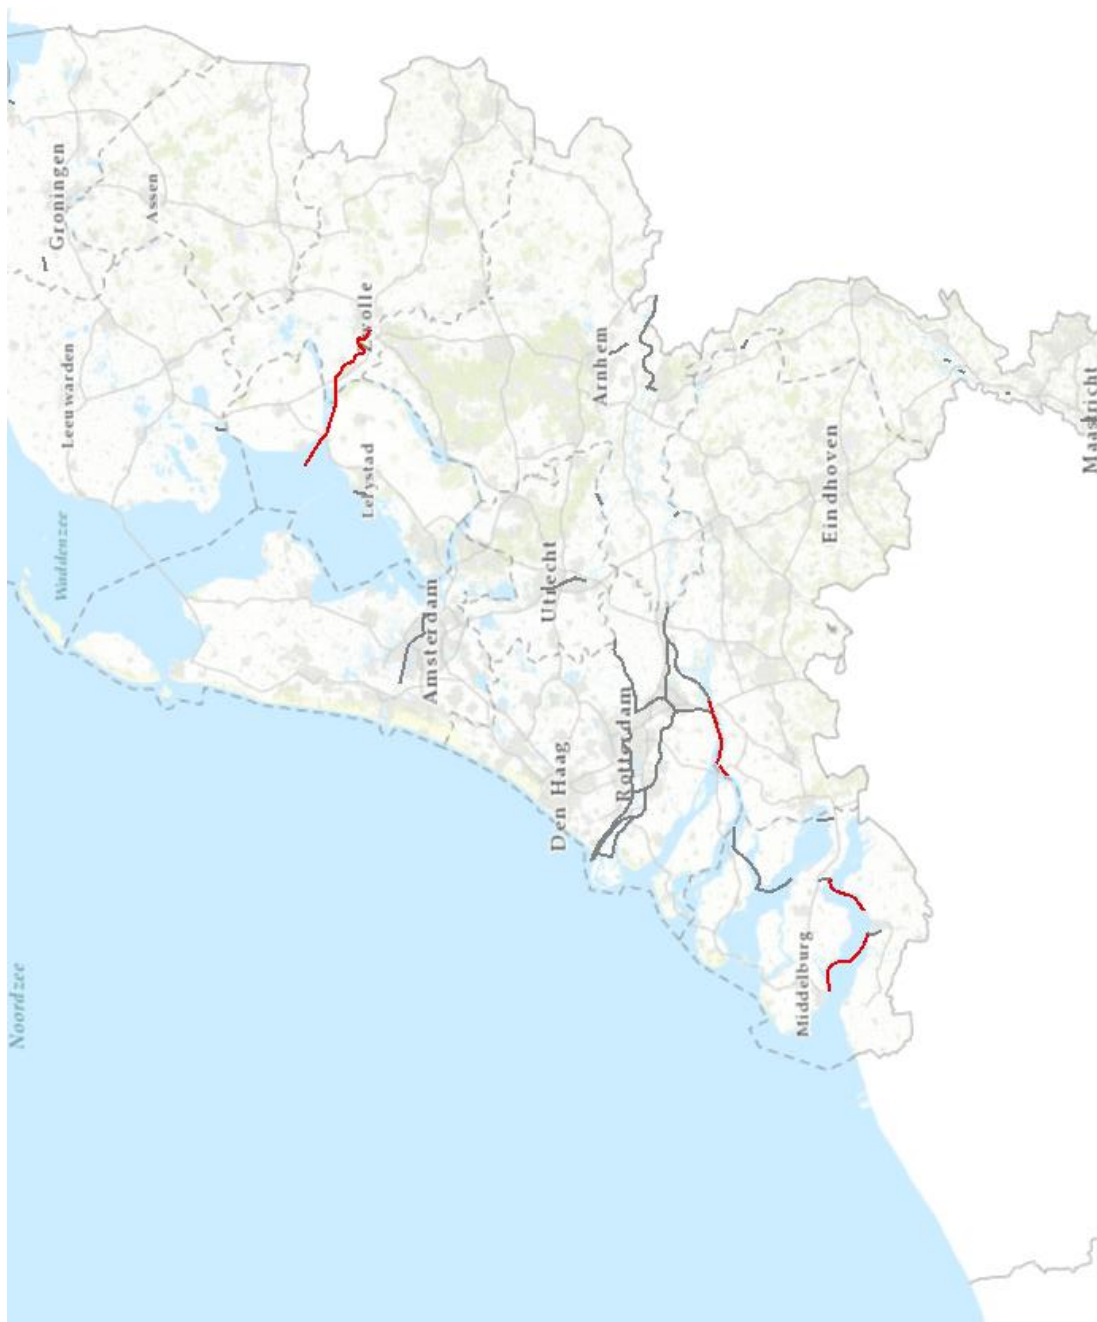 Groningen
Assen
Leeuwarden
Zwolle
Waddenzee
Lelystad
Arnhem
Maastricht
Amsterdam
Utrecht
Eindhoven
Den Haag
Rotterdam
Noordzee
Middelburg